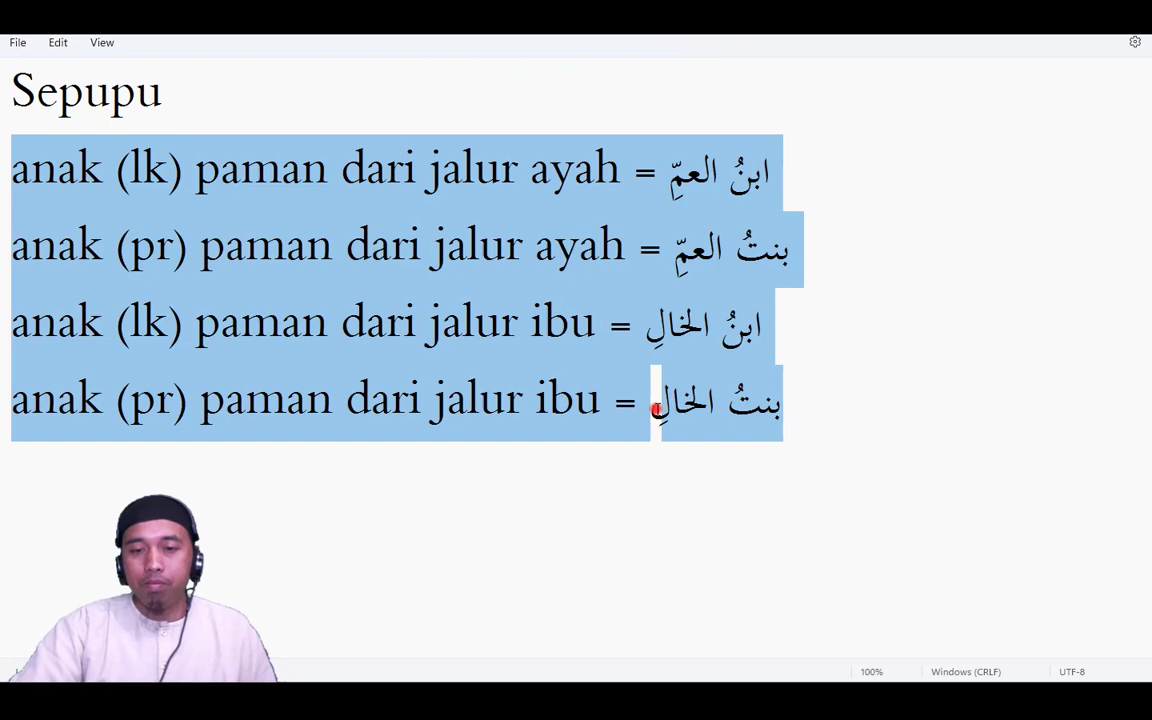 File Edit View
Sepupu
anak (lk) paman dari jalur ayah = ابنُ العمِّ
anak (pr) paman dari jalur ayah = بنتُ العمِّ
anak (lk) paman dari jalur ibu = ابنُ الخالِ
anak (pr) paman dari jalur ibu = بنتُ الخالِ
100% Windows (CRLF) UTF-8